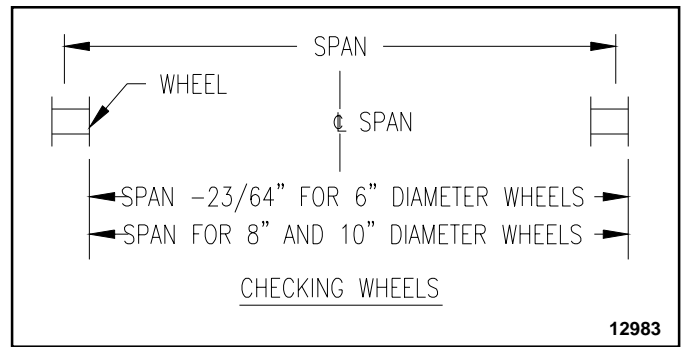 SPAN
WHEEL
℄ SPAN
SPAN -23/64" FOR 6" DIAMETER WHEELS
SPAN FOR 8" AND 10" DIAMETER WHEELS
CHECKING WHEELS
12983